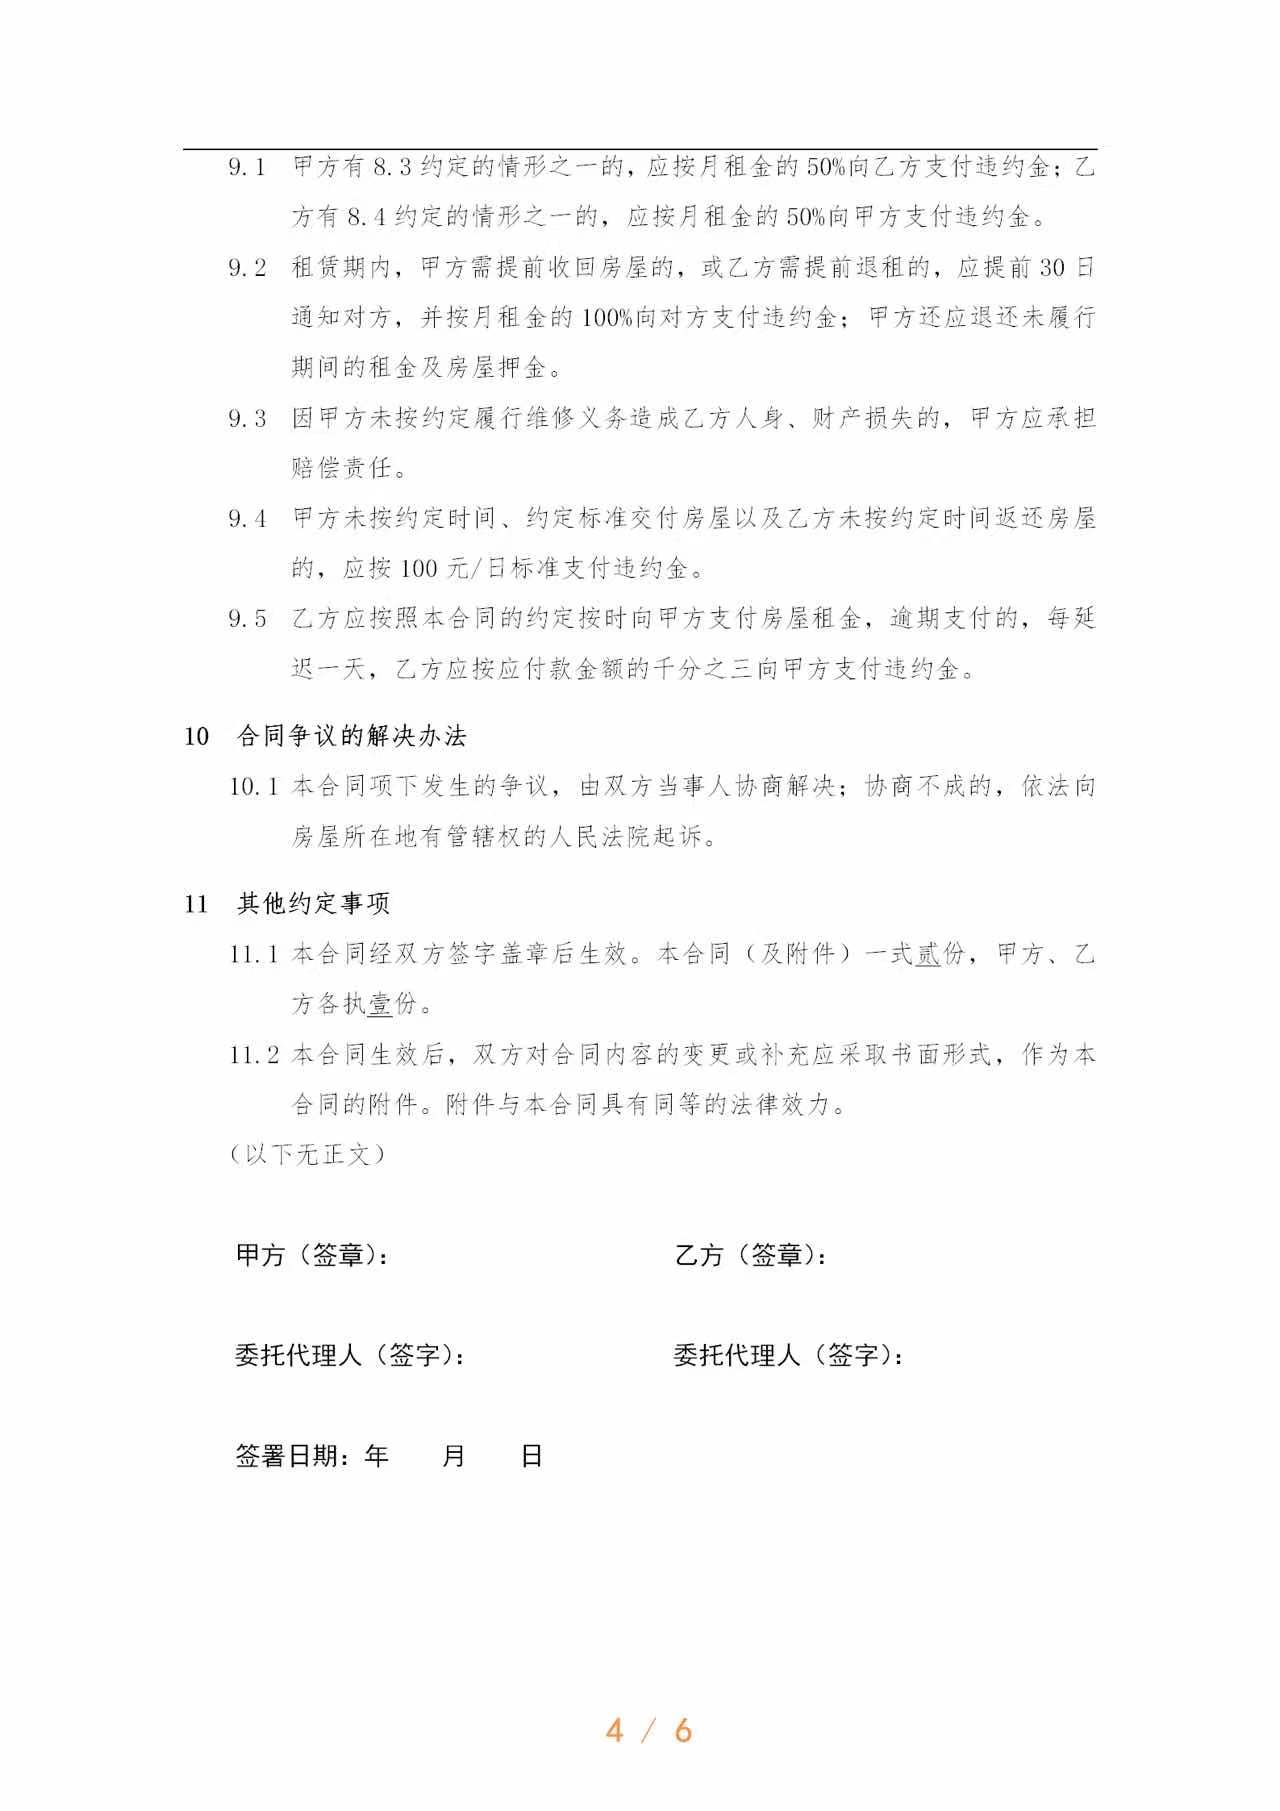 9.1 甲方有 8.3 约定的情形之一的，应按月租金的 50%向乙方支付违约金；乙
方有 8.4 约定的情形之一的，应按月租金的 50%向甲方支付违约金。
9.2 租赁期内，甲方需提前收回房屋的，或乙方需提前退租的，应提前 30 日
通知对方，并按月租金的 100%向对方支付违约金；甲方还应退还未履行
期间的租金及房屋押金。
9.3 因甲方未按约定履行维修义务造成乙方人身、财产损失的，甲方应承担
赔偿责任。
9.4 甲方未按约定时间、约定标准交付房屋以及乙方未按约定时间返还房屋
的，应按 100 元/日标准支付违约金。
9.5 乙方应按照本合同的约定按时向甲方支付房屋租金，逾期支付的，每延
迟一天，乙方应按应付款金额的千分之三向甲方支付违约金。
10 合同争议的解决办法
10.1 本合同项下发生的争议，由双方当事人协商解决；协商不成的，依法向
房屋所在地有管辖权的人民法院起诉。
11 其他约定事项
11.1 本合同经双方签字盖章后生效。本合同（及附件）一式贰份，甲方、乙
方各执壹份。
11.2 本合同生效后，双方对合同内容的变更或补充应采取书面形式，作为本
合同的附件。附件与本合同具有同等的法律效力。
（以下无正文）
甲方（签章）： 乙方（签章）：
委托代理人（签字）： 委托代理人（签字）：
签署日期：年 月 日
4 / 6